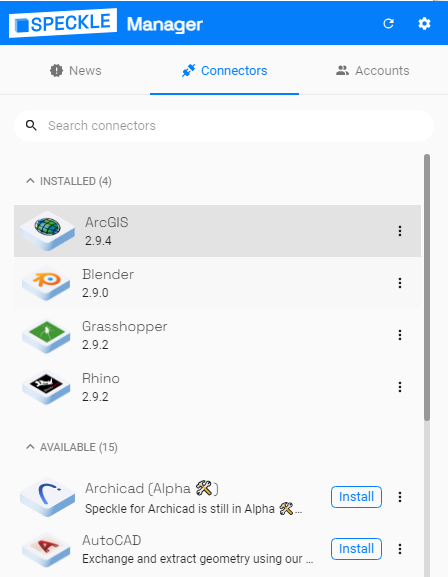 SPECKLE Manager
News Connectors Accounts
Search connectors
INSTALLED (4)
ArcGIS
2.9.4
Blender
2.9.0
Grasshopper
2.9.2
Rhino
2.9.2
AVAILABLE (15)
Archicad (Alpha 🛠)
Speckle for Archicad is still in Alpha 🛠...
Install
AutoCAD
Exchange and extract geometry using our ...
Install